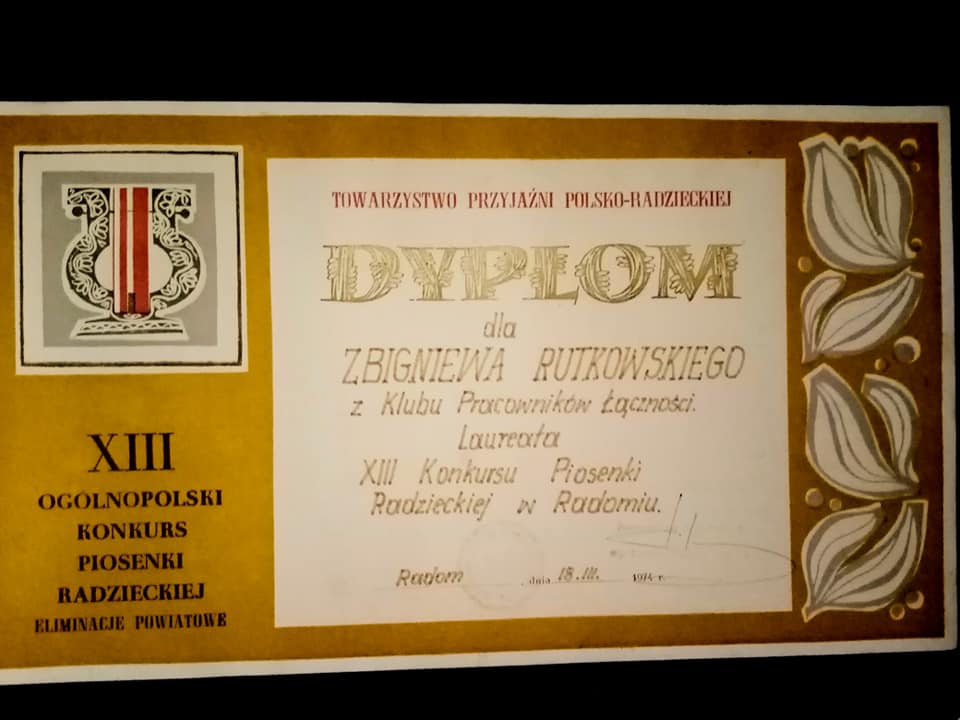 XIII
OGÓLNOPOLSKI
KONKURS
PIOSENKI
RADZIECKIEJ
ELIMINACJE POWIATOWE
TOWARZYSTWO PRZYJAŹNI POLSKO-RADZIECKIEJ
DYPLOM
dla
ZBIGNIEWA RUTKOWSKIEGO
z Klubu Pracowników Łączności.
Laureata
XIII Konkursu Piosenki
Radzieckiej w Radomiu.
Radom , dnia 18.III. 1974 r.